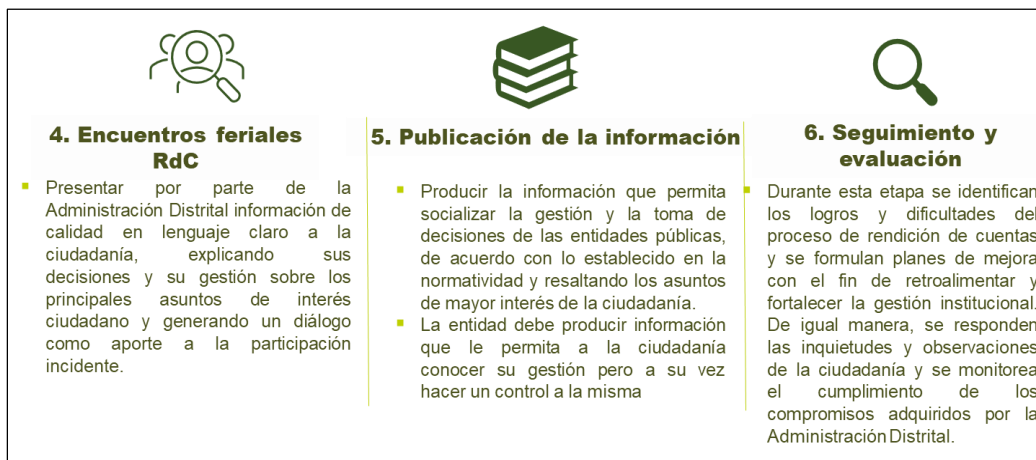 4. Encuentros feriales
RdC
Presentar por parte de la
Administración Distrital información de
calidad en lenguaje claro a la
ciudadanía, explicando sus
decisiones y su gestión sobre los
principales asuntos de interés
ciudadano y generando un diálogo
como aporte a la participación
incidente.
5. Publicación de la información
Producir la información que permita
socializar la gestión y la toma de
decisiones de las entidades públicas,
de acuerdo con lo establecido en la
normatividad y resaltando los asuntos
de mayor interés de la ciudadanía.
La entidad debe producir información
que le permita a la ciudadanía
conocer su gestión pero a su vez
hacer un control a la misma
6. Seguimiento y
evaluación
Durante esta etapa se identifican
los logros y dificultades del
proceso de rendición de cuentas
y se formulan planes de mejora
con el fin de retroalimentar y
fortalecer la gestión institucional.
De igual manera, se responden
las inquietudes y observaciones
de la ciudadanía y se monitorea
el cumplimiento de los
compromisos adquiridos por la
Administración Distrital.